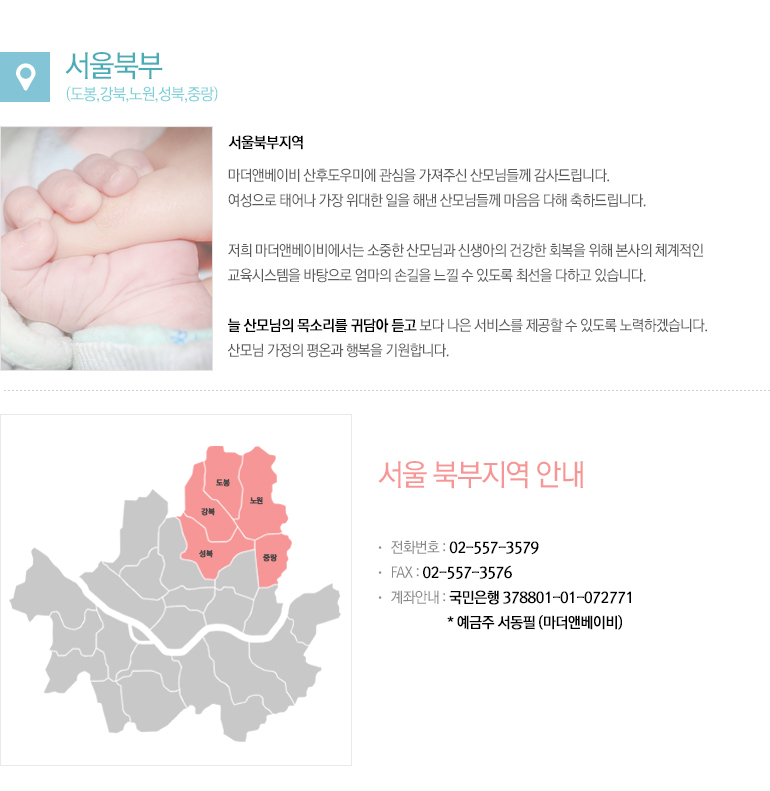 서울북부
(도봉,강북,노원,성북,중랑)
서울북부지역
마더앤베이비 산후도우미에 관심을 가져주신 산모님들께 감사드립니다.
여성으로 태어나 가장 위대한 일을 해낸 산모님들께 마음음 다해 축하드립니다.
저희 마더앤베이비에서는 소중한 산모님과 신생아의 건강한 회복을 위해 본사의 체계적인
교육시스템을 바탕으로 엄마의 손길을 느낄 수 있도록 최선을 다하고 있습니다.
늘 산모님의 목소리를 귀담아 듣고 보다 나은 서비스를 제공할 수 있도록 노력하겠습니다.
산모님 가정의 평온과 행복을 기원합니다.
도봉
노원
강북
성북
중랑
서울 북부지역 안내
· 전화번호 : 02-557-3579
· FAX : 02-557-3576
· 계좌안내 : 국민은행 378801-01-072771
* 예금주 서동필 (마더앤베이비)